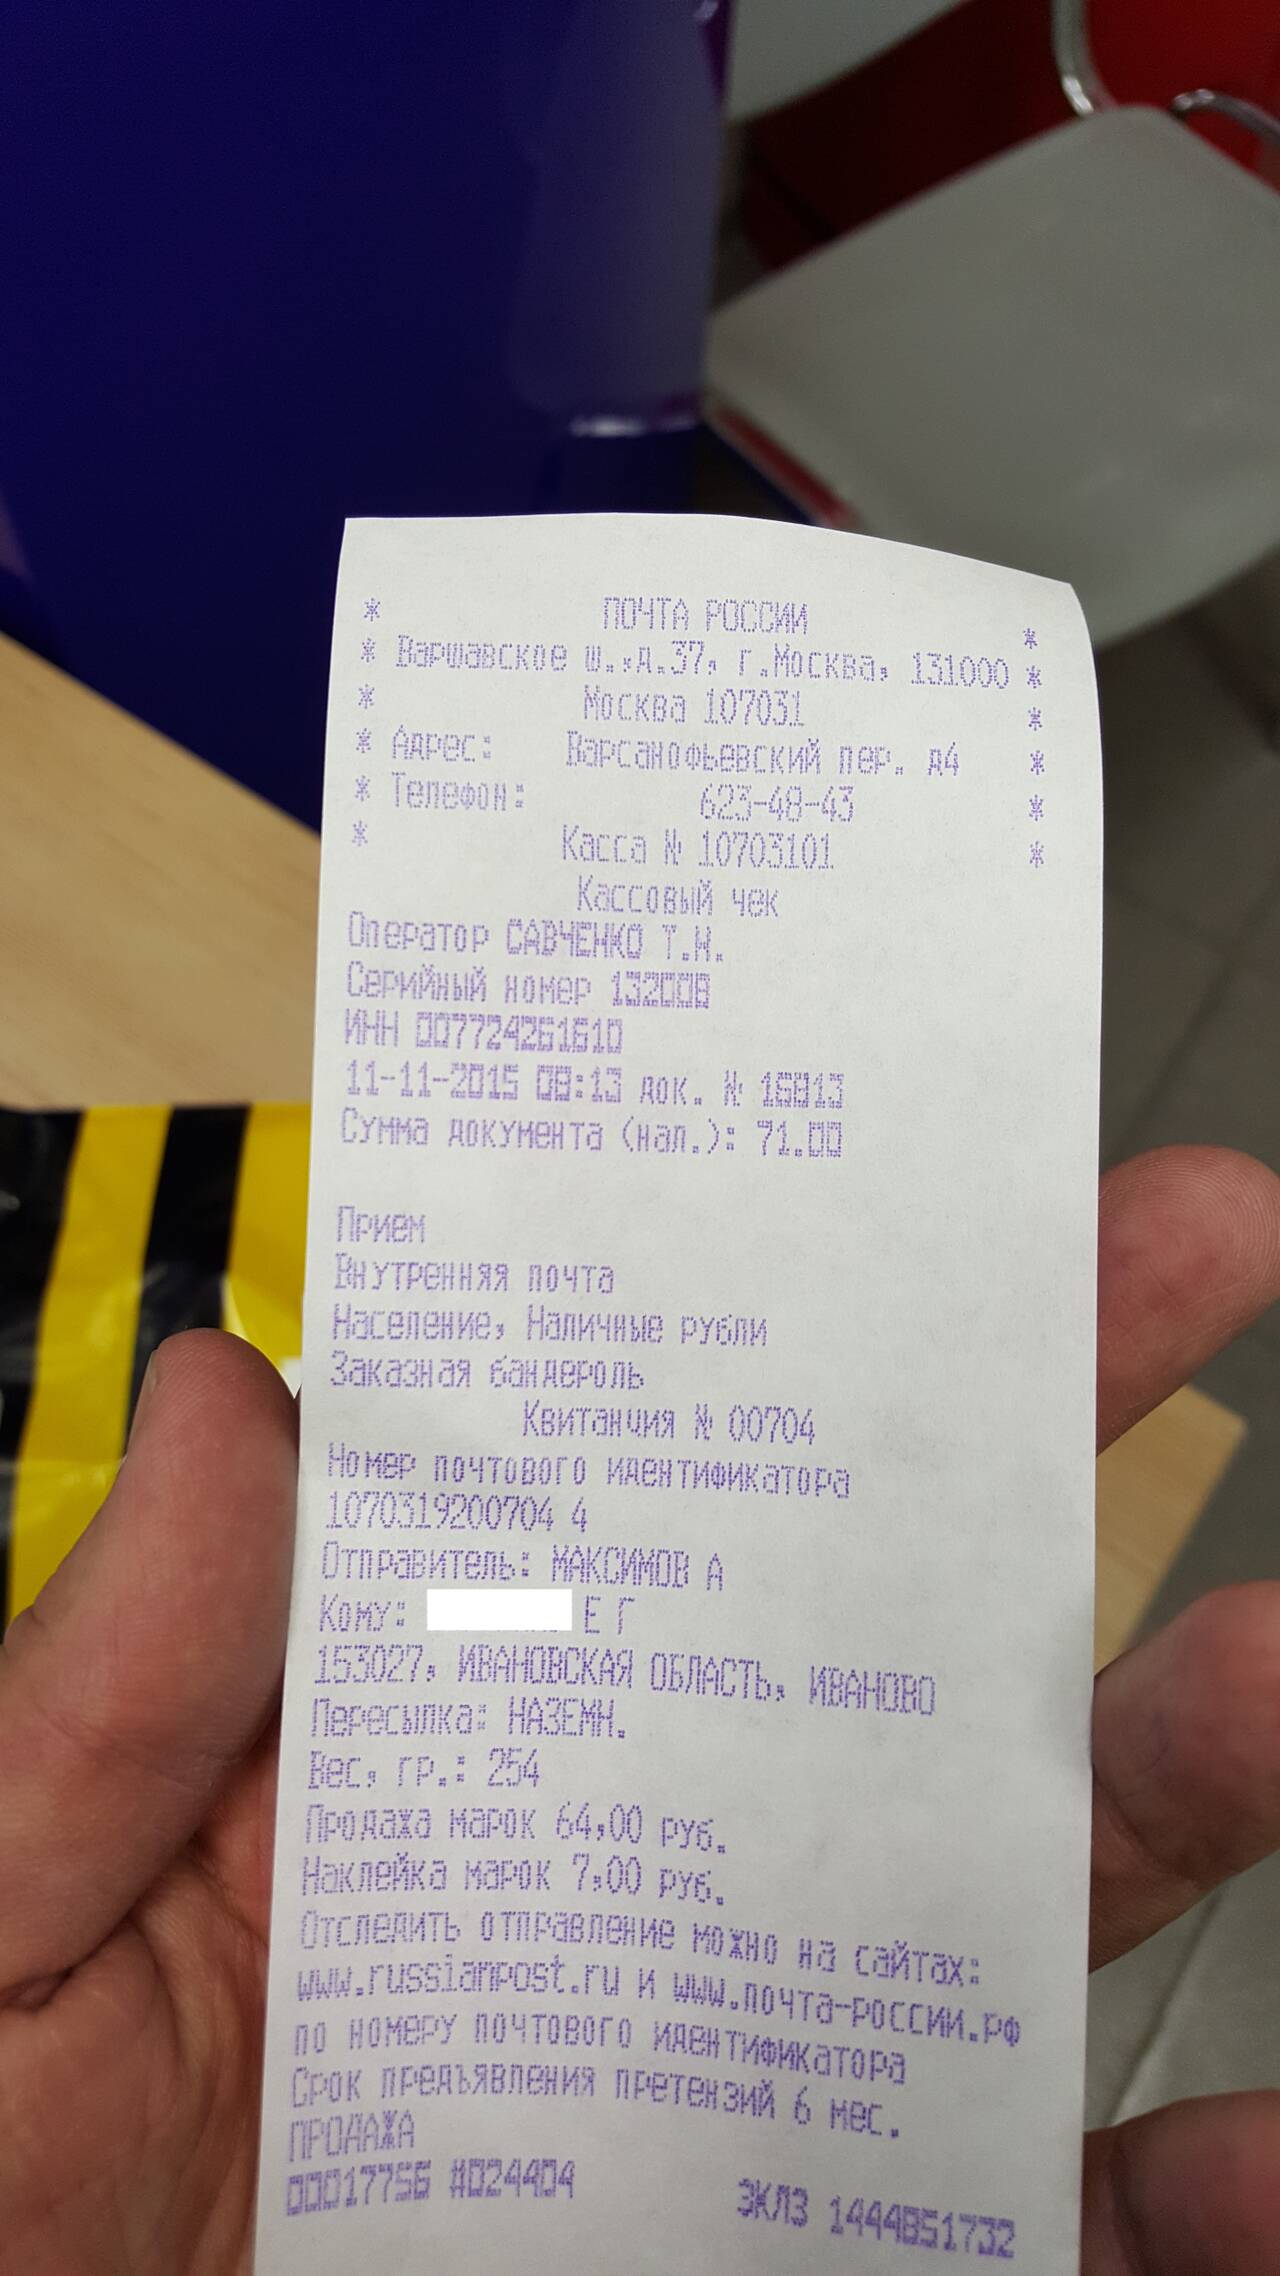 * ПОЧТА РОССИИ *
* Варшавское ш.,д.37, г.Москва, 131000 *
* Москва 107031 *
* Адрес: Варсанофьевский пер. д4 *
* Телефон: 623-48-43 *
* Касса № 10703101 *
Кассовый чек
Оператор САВЧЕНКО Т.Н.
Серийный номер 132008
ИНН 007724261610
11-11-2015 08:13 док. № 16813
Сумма документа (нал.): 71.00
Прием
Внутренняя почта
Население, Наличные рубли
Заказная бандероль
Квитанция № 00704
Номер почтового идентификатора
1070319200704 4
Отправитель: МАКСИМОВ А
Кому: Е Г
153027, ИВАНОВСКАЯ ОБЛАСТЬ, ИВАНОВО
Пересылка: НАЗЕМН.
Вес, гр.: 254
Продажа марок 64,00 руб.
Наклейка марок 7,00 руб.
Отследить отправление можно на сайтах:
www.russianpost.ru и www.почта-россии.рф
по номеру почтового идентификатора
Срок предъявления претензий 6 мес.
ПРОДАЖА
00017756 #024404 ЭКЛЗ 1444851732